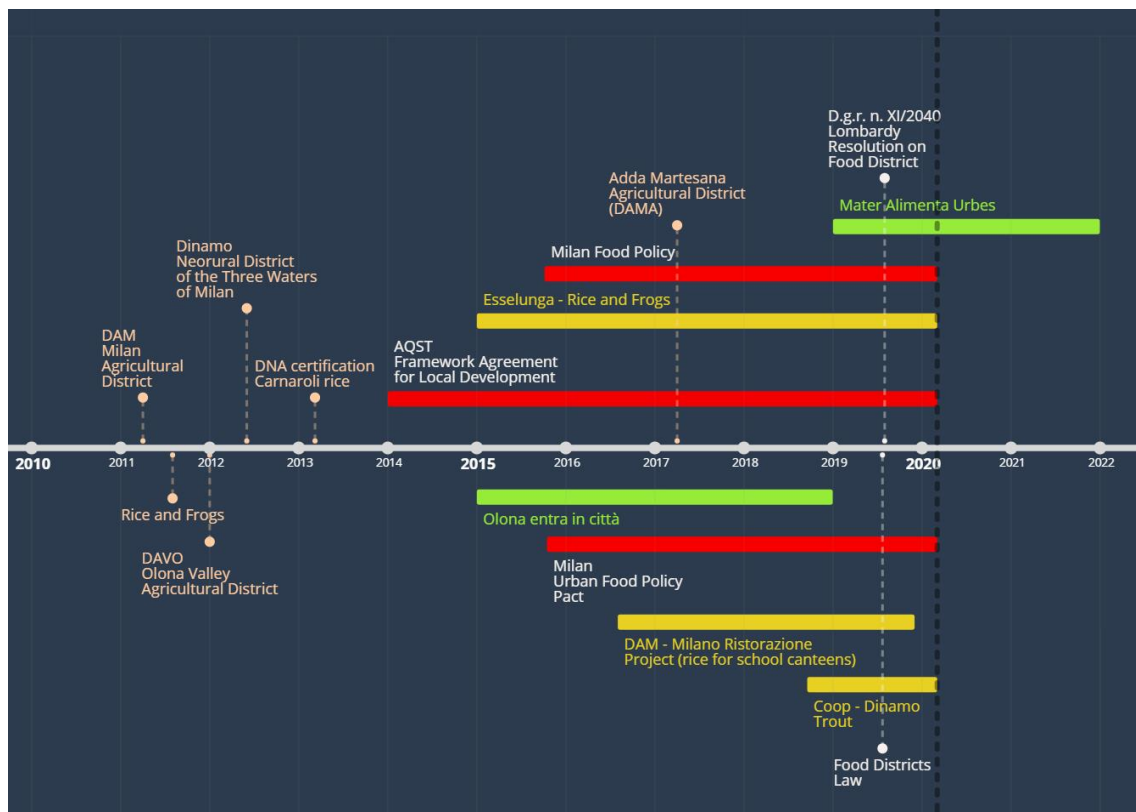 D.g.r. n. XI/2040
Lombardy
Resolution on
Food District
Adda Martesana
Agricultural District
(DAMA)
Mater Alimenta Urbes
Dinamo
Neorural District
of the Three Waters
of Milan
Milan Food Policy
Esselunga - Rice and Frogs
DAM
Milan
Agricultural
District
DNA certification
Carnaroli rice
AQST
Framework Agreement
for Local Development
2010 2011 2012 2013 2014 2015 2016 2017 2018 2019 2020 2021 2022
Rice and Frogs
Olona entra in città
DAVO
Olona Valley
Agricultural District
Milan
Urban Food Policy
Pact
DAM - Milano Ristorazione
Project (rice for school canteens)
Coop - Dinamo
Trout
Food Districts
Law